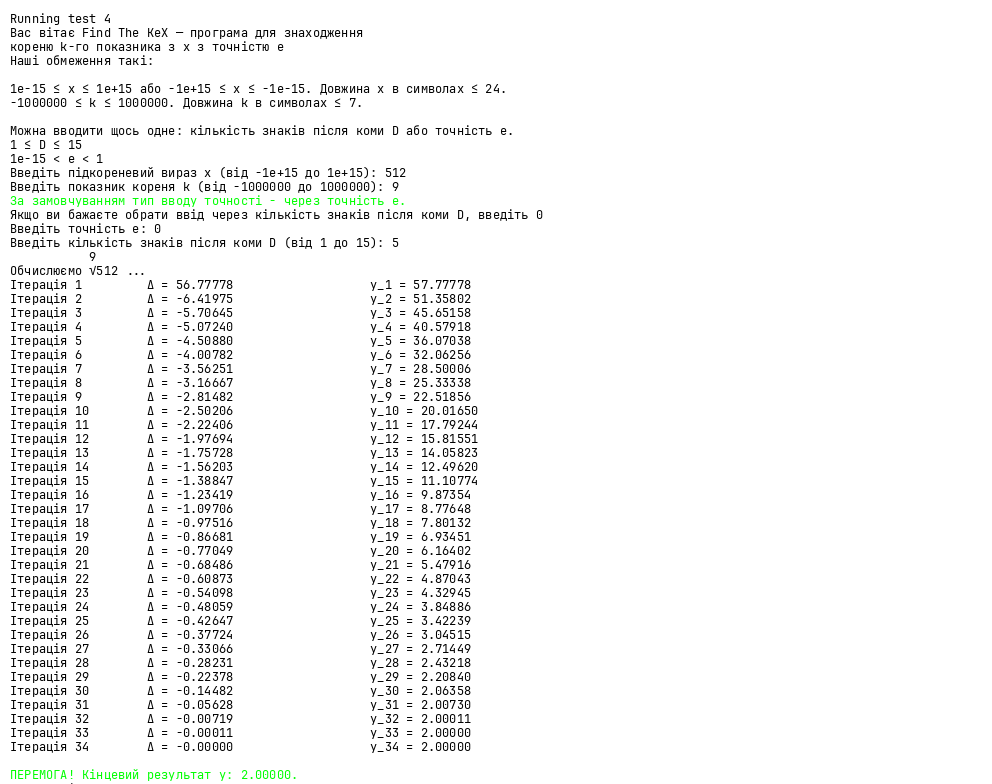 Running test 4
Вас вітає Find The KeX — програма для знаходження
кореню k-го показника з x з точністю e
Наші обмеження такі:
1e-15 ≤ x ≤ 1e+15 або -1e+15 ≤ x ≤ -1e-15. Довжина x в символах ≤ 24.
-1000000 ≤ k ≤ 1000000. Довжина k в символах ≤ 7.
Можна вводити щось одне: кількість знаків після коми D або точність e.
1 ≤ D ≤ 15
1e-15 < e < 1
Введіть підкореневий вираз x (від -1e+15 до 1e+15): 512
Введіть показник кореня k (від -1000000 до 1000000): 9
За замовчуванням тип вводу точності - через точність e.
Якщо ви бажаєте обрати ввід через кількість знаків після коми D, введіть 0
Введіть точність e: 0
Введіть кількість знаків після коми D (від 1 до 15): 5
9
Обчислюємо √512 ...
Ітерація 1 Δ = 56.77778 y_1 = 57.77778
Ітерація 2 Δ = -6.41975 y_2 = 51.35802
Ітерація 3 Δ = -5.70645 y_3 = 45.65158
Ітерація 4 Δ = -5.07240 y_4 = 40.57918
Ітерація 5 Δ = -4.50880 y_5 = 36.07038
Ітерація 6 Δ = -4.00782 y_6 = 32.06256
Ітерація 7 Δ = -3.56251 y_7 = 28.50006
Ітерація 8 Δ = -3.16667 y_8 = 25.33338
Ітерація 9 Δ = -2.81482 y_9 = 22.51856
Ітерація 10 Δ = -2.50206 y_10 = 20.01650
Ітерація 11 Δ = -2.22406 y_11 = 17.79244
Ітерація 12 Δ = -1.97694 y_12 = 15.81551
Ітерація 13 Δ = -1.75728 y_13 = 14.05823
Ітерація 14 Δ = -1.56203 y_14 = 12.49620
Ітерація 15 Δ = -1.38847 y_15 = 11.10774
Ітерація 16 Δ = -1.23419 y_16 = 9.87354
Ітерація 17 Δ = -1.09706 y_17 = 8.77648
Ітерація 18 Δ = -0.97516 y_18 = 7.80132
Ітерація 19 Δ = -0.86681 y_19 = 6.93451
Ітерація 20 Δ = -0.77049 y_20 = 6.16402
Ітерація 21 Δ = -0.68486 y_21 = 5.47916
Ітерація 22 Δ = -0.60873 y_22 = 4.87043
Ітерація 23 Δ = -0.54098 y_23 = 4.32945
Ітерація 24 Δ = -0.48059 y_24 = 3.84886
Ітерація 25 Δ = -0.42647 y_25 = 3.42239
Ітерація 26 Δ = -0.37724 y_26 = 3.04515
Ітерація 27 Δ = -0.33066 y_27 = 2.71449
Ітерація 28 Δ = -0.28231 y_28 = 2.43218
Ітерація 29 Δ = -0.22378 y_29 = 2.20840
Ітерація 30 Δ = -0.14482 y_30 = 2.06358
Ітерація 31 Δ = -0.05628 y_31 = 2.00730
Ітерація 32 Δ = -0.00719 y_32 = 2.00011
Ітерація 33 Δ = -0.00011 y_33 = 2.00000
Ітерація 34 Δ = -0.00000 y_34 = 2.00000
ПЕРЕМОГА! Кінцевий результат y: 2.00000.